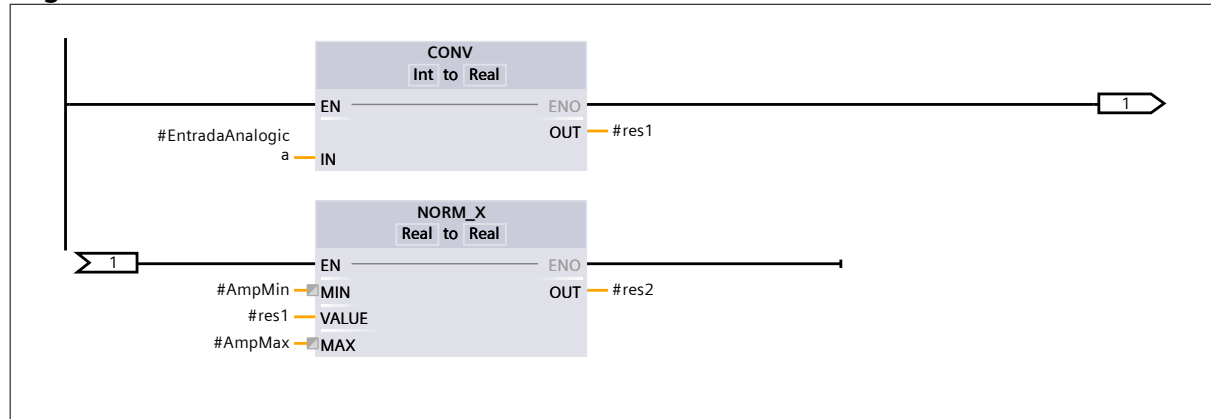 CONV
Int to Real
EN
ENO
1
#EntradaAnalogic
a
OUT
#res1
IN
NORM_X
Real to Real
1
EN
ENO
#AmpMin
MIN
OUT
#res2
#res1
VALUE
#AmpMax
MAX